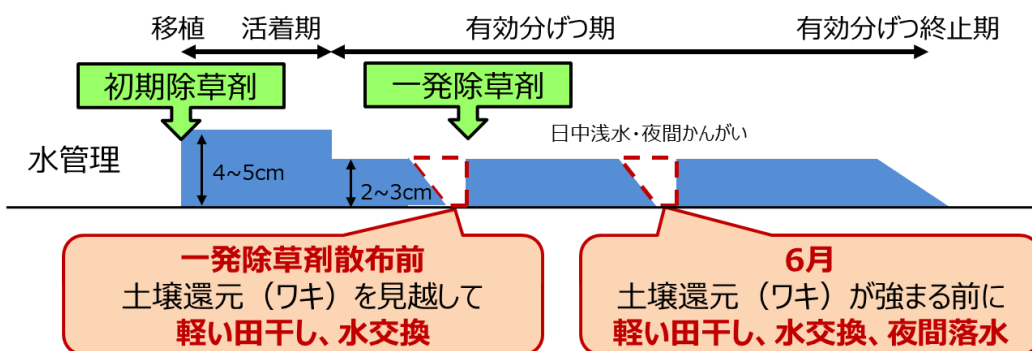 移植 活着期 有効分げつ期 有効分げつ終止期
初期除草剤 一発除草剤
日中浅水・夜間かんがい
水管理
4~5cm
2~3cm
一発除草剤散布前
土壌還元（ワキ）を見越して
軽い田干し、水交換
6月
土壌還元（ワキ）が強まる前に
軽い田干し、水交換、夜間落水